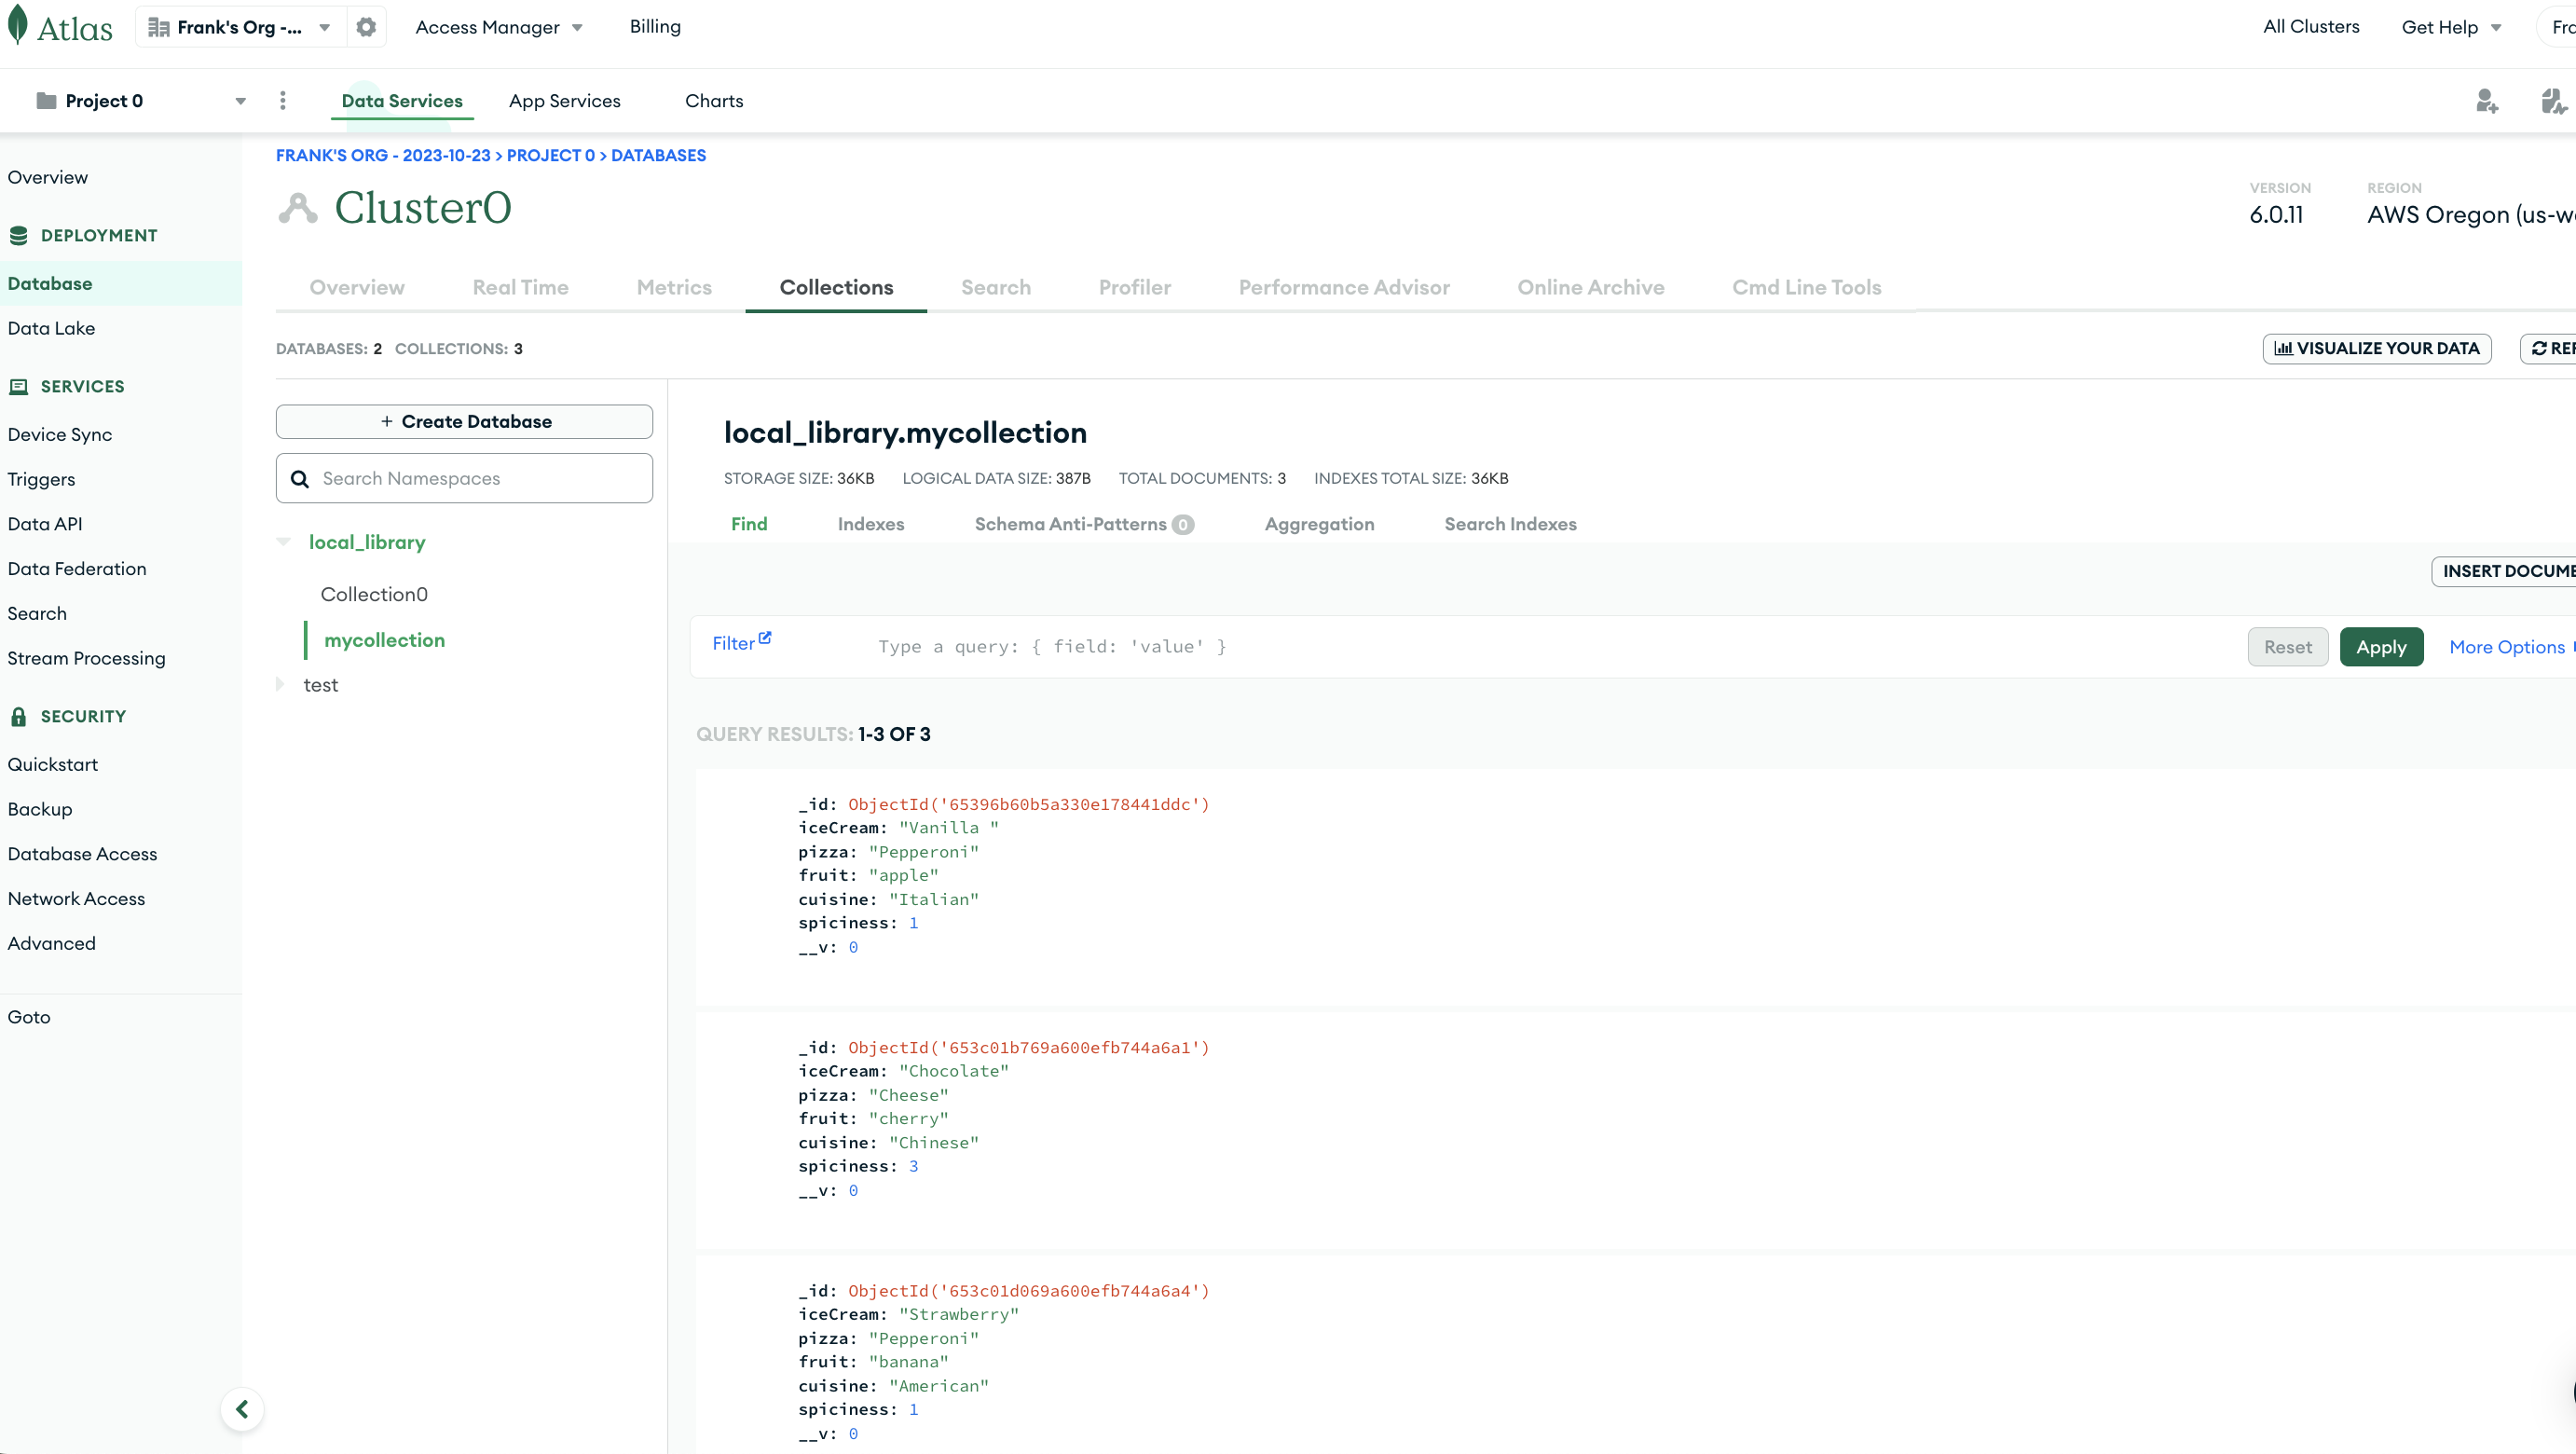 Atlas
Frank's Org -...
Access Manager
Billing
All Clusters
Get Help
Project 0
Data Services
App Services
Charts
Overview
DEPLOYMENT
Database
Data Lake
SERVICES
Device Sync
Triggers
Data API
Data Federation
Search
Stream Processing
SECURITY
Quickstart
Backup
Database Access
Network Access
Advanced
Goto
FRANK'S ORG - 2023-10-23 > PROJECT 0 > DATABASES
Cluster0
VERSION
6.0.11
REGION
AWS Oregon (us-we
Overview
Real Time
Metrics
Collections
Search
Profiler
Performance Advisor
Online Archive
Cmd Line Tools
DATABASES: 2 COLLECTIONS: 3
VISUALIZE YOUR DATA
+ Create Database
Search Namespaces
local_library
Collection0
mycollection
test
local_library.mycollection
STORAGE SIZE: 36KB LOGICAL DATA SIZE: 387B TOTAL DOCUMENTS: 3 INDEXES TOTAL SIZE: 36KB
Find
Indexes
Schema Anti-Patterns 0
Aggregation
Search Indexes
INSERT DOCUME
Filter
Type a query: { field: 'value' }
Reset
Apply
More Options
QUERY RESULTS: 1-3 OF 3
_id: ObjectId('65396b60b5a330e178441ddc')
iceCream: "Vanilla "
pizza: "Pepperoni"
fruit: "apple"
cuisine: "Italian"
spiciness: 1
__v: 0
_id: ObjectId('653c01b769a600efb744a6a1')
iceCream: "Chocolate"
pizza: "Cheese"
fruit: "cherry"
cuisine: "Chinese"
spiciness: 3
__v: 0
_id: ObjectId('653c01d069a600efb744a6a4')
iceCream: "Strawberry"
pizza: "Pepperoni"
fruit: "banana"
cuisine: "American"
spiciness: 1
__v: 0